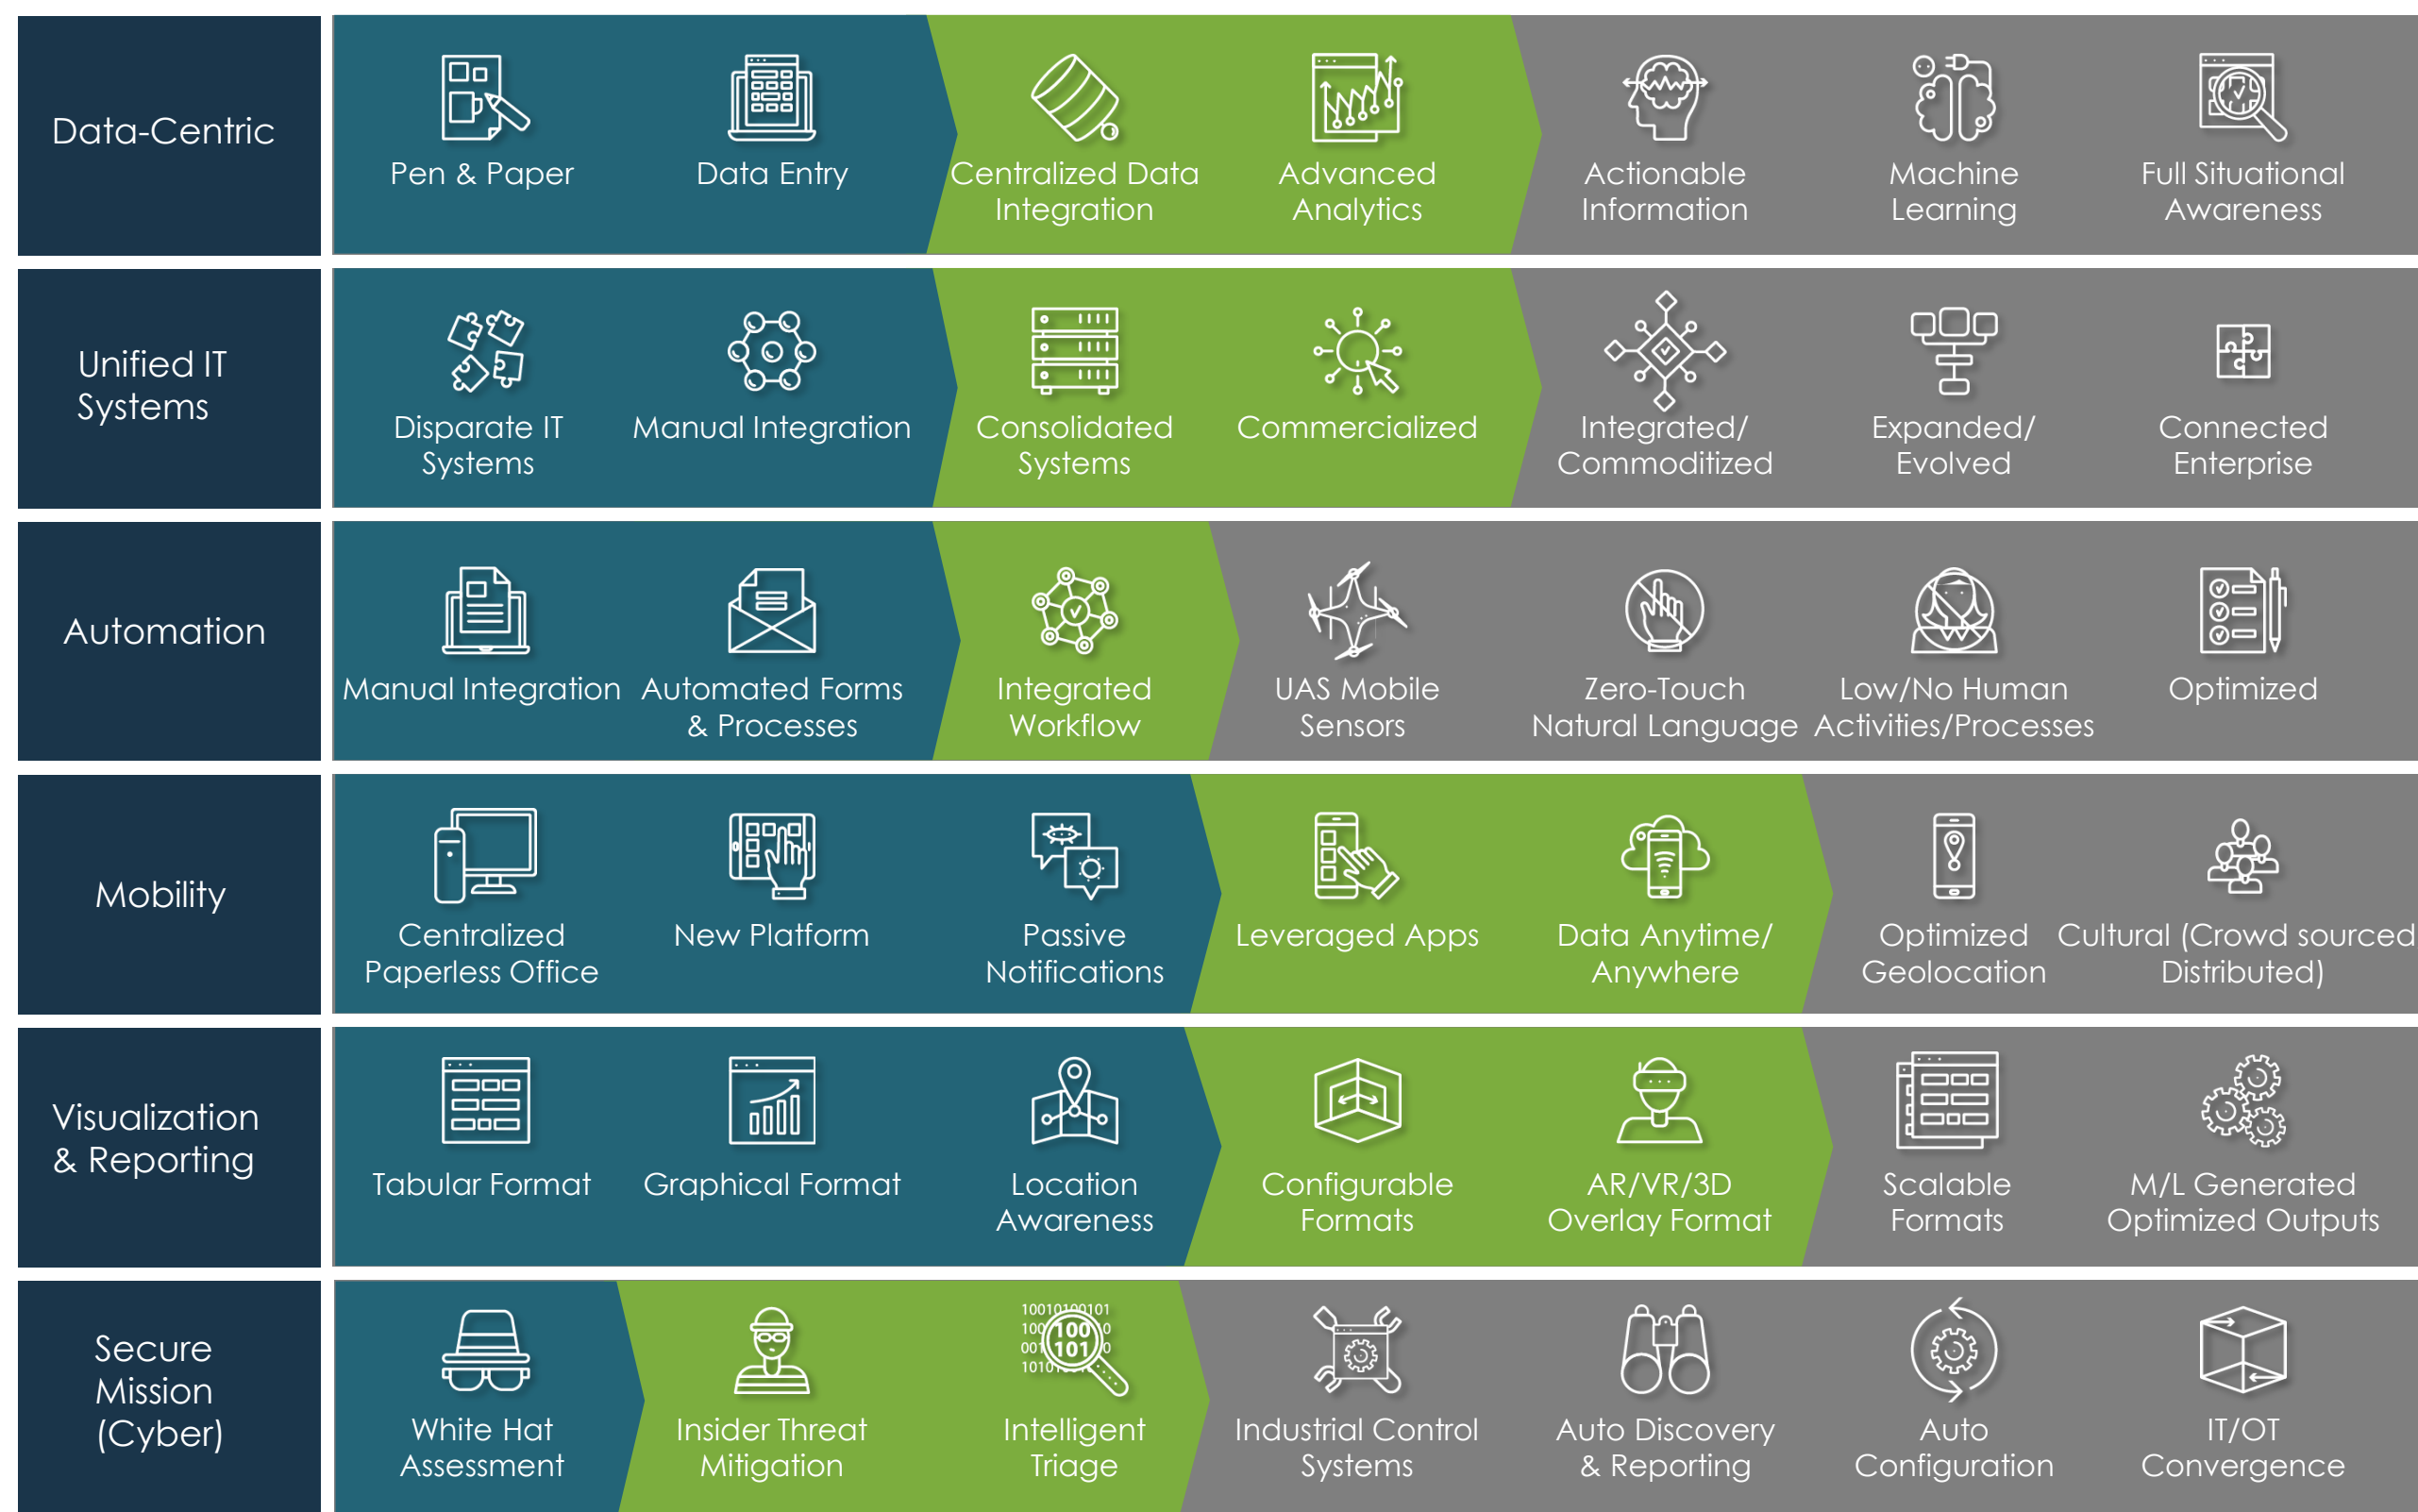 Data-Centric
Pen & Paper
Data Entry
Centralized Data
Integration
Advanced
Analytics
Actionable
Information
Machine
Learning
Full Situational
Awareness
Unified IT
Systems
Disparate IT
Systems
Manual Integration
Consolidated
Systems
Commercialized
Integrated/
Commoditized
Expanded/
Evolved
Connected
Enterprise
Automation
Manual Integration
Automated Forms
& Processes
Integrated
Workflow
UAS Mobile
Sensors
Zero-Touch
Natural Language
Low/No Human
Activities/Processes
Optimized
Mobility
Centralized
Paperless Office
New Platform
Passive
Notifications
Leveraged Apps
Data Anytime/
Anywhere
Optimized
Geolocation
Cultural (Crowd sourced
Distributed)
Visualization
& Reporting
Tabular Format
Graphical Format
Location
Awareness
Configurable
Formats
AR/VR/3D
Overlay Format
Scalable
Formats
M/L Generated
Optimized Outputs
Secure
Mission
(Cyber)
White Hat
Assessment
10010100101
100
101
Insider Threat
Mitigation
Intelligent
Triage
Industrial Control
Systems
Auto Discovery
& Reporting
Auto
Configuration
IT/OT
Convergence